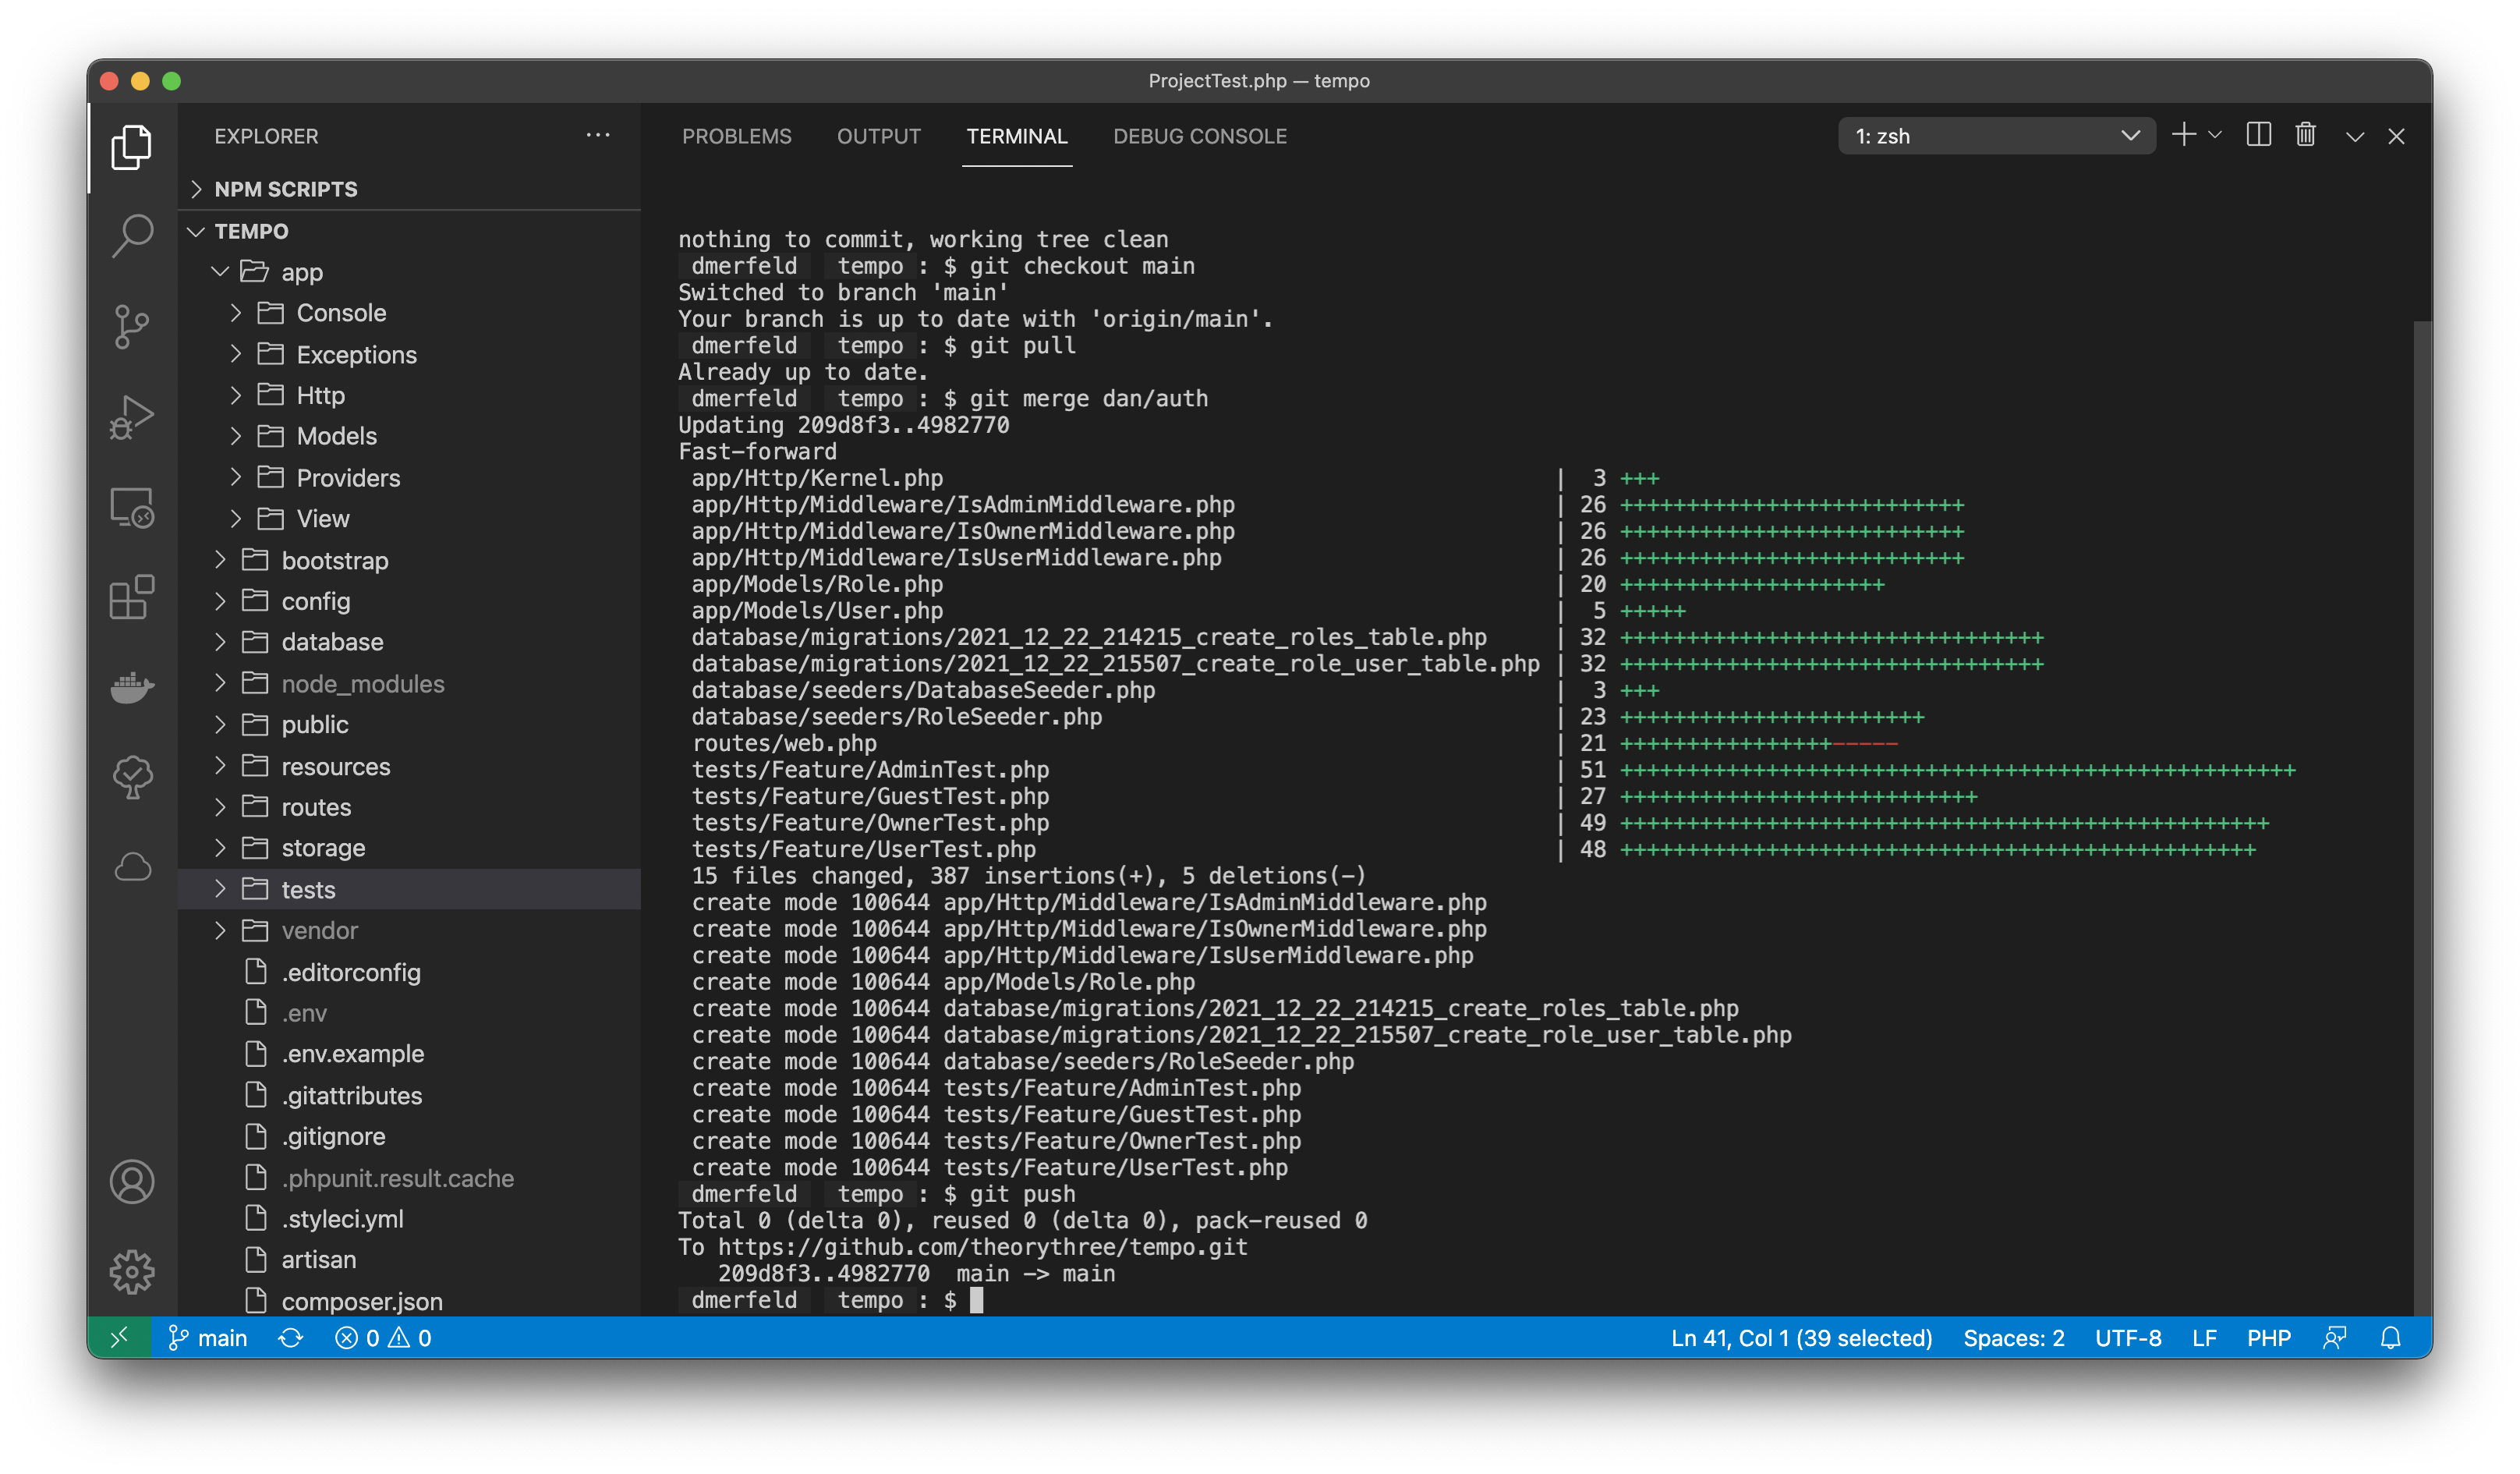 ProjectTest.php — tempo
EXPLORER
NPM SCRIPTS
TEMPO
app
Console
Exceptions
Http
Models
Providers
View
bootstrap
config
database
node_modules
public
resources
routes
storage
tests
vendor
.editorconfig
.env
.env.example
.gitattributes
.gitignore
.phpunit.result.cache
.styleci.yml
artisan
composer.json
PROBLEMS OUTPUT TERMINAL DEBUG CONSOLE 1: zsh
nothing to commit, working tree clean
dmerfeld tempo : $ git checkout main
Switched to branch 'main'
Your branch is up to date with 'origin/main'.
dmerfeld tempo : $ git pull
Already up to date.
dmerfeld tempo : $ git merge dan/auth
Updating 209d8f3..4982770
Fast-forward
app/Http/Kernel.php | 3 +++
app/Http/Middleware/IsAdminMiddleware.php | 26 ++++++++++++++++++++++++++
app/Http/Middleware/IsOwnerMiddleware.php | 26 ++++++++++++++++++++++++++
app/Http/Middleware/IsUserMiddleware.php | 26 ++++++++++++++++++++++++++
app/Models/Role.php | 20 ++++++++++++++++++++
app/Models/User.php | 5 +++++
database/migrations/2021_12_22_214215_create_roles_table.php | 32 ++++++++++++++++++++++++++++++++
database/migrations/2021_12_22_215507_create_role_user_table.php | 32 ++++++++++++++++++++++++++++++++
database/seeders/DatabaseSeeder.php | 3 +++
database/seeders/RoleSeeder.php | 23 +++++++++++++++++++++++
routes/web.php | 21 ++++++++++++++++-----
tests/Feature/AdminTest.php | 51 +++++++++++++++++++++++++++++++++++++++++++++++++++
tests/Feature/GuestTest.php | 27 +++++++++++++++++++++++++++
tests/Feature/OwnerTest.php | 49 +++++++++++++++++++++++++++++++++++++++++++++++++
tests/Feature/UserTest.php | 48 ++++++++++++++++++++++++++++++++++++++++++++++++
15 files changed, 387 insertions(+), 5 deletions(-)
create mode 100644 app/Http/Middleware/IsAdminMiddleware.php
create mode 100644 app/Http/Middleware/IsOwnerMiddleware.php
create mode 100644 app/Http/Middleware/IsUserMiddleware.php
create mode 100644 app/Models/Role.php
create mode 100644 database/migrations/2021_12_22_214215_create_roles_table.php
create mode 100644 database/migrations/2021_12_22_215507_create_role_user_table.php
create mode 100644 database/seeders/RoleSeeder.php
create mode 100644 tests/Feature/AdminTest.php
create mode 100644 tests/Feature/GuestTest.php
create mode 100644 tests/Feature/OwnerTest.php
create mode 100644 tests/Feature/UserTest.php
dmerfeld tempo : $ git push
Total 0 (delta 0), reused 0 (delta 0), pack-reused 0
To https://github.com/theorythree/tempo.git
209d8f3..4982770 main -> main
dmerfeld tempo : $
main 0 0 Ln 41, Col 1 (39 selected) Spaces: 2 UTF-8 LF PHP